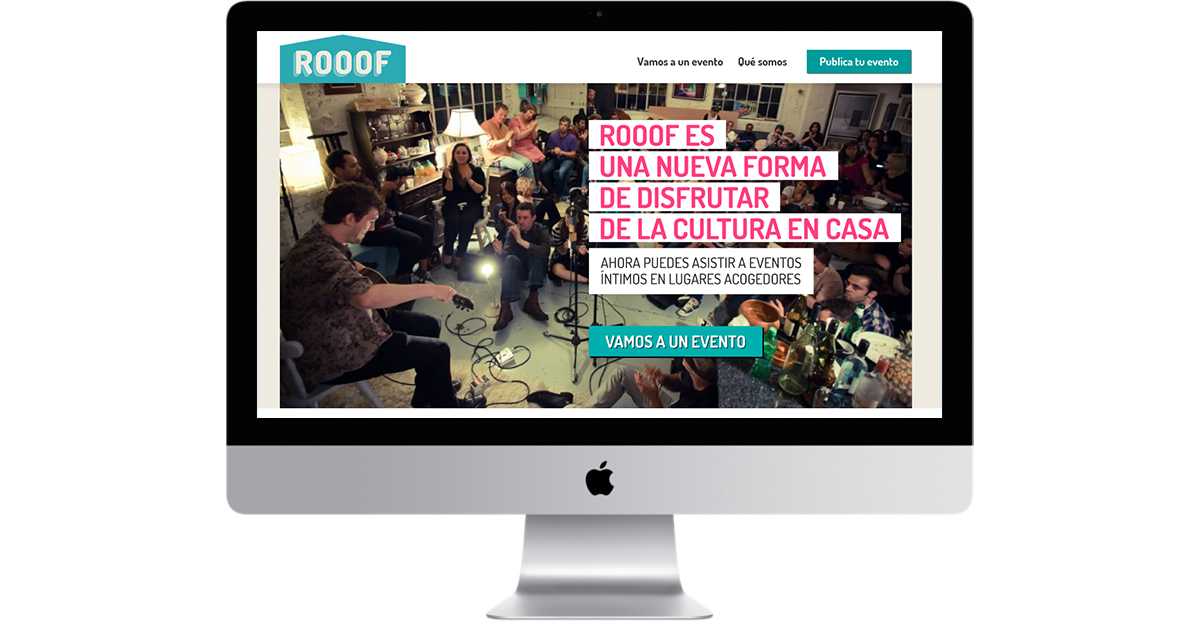 ROOOF
Vamos a un evento
Qué somos
Publica tu evento
ROOOF ES
UNA NUEVA FORMA
DE DISFRUTAR
DE LA CULTURA EN CASA
AHORA PUEDES ASISTIR A EVENTOS
ÍNTIMOS EN LUGARES ACOGEDORES
VAMOS A UN EVENTO